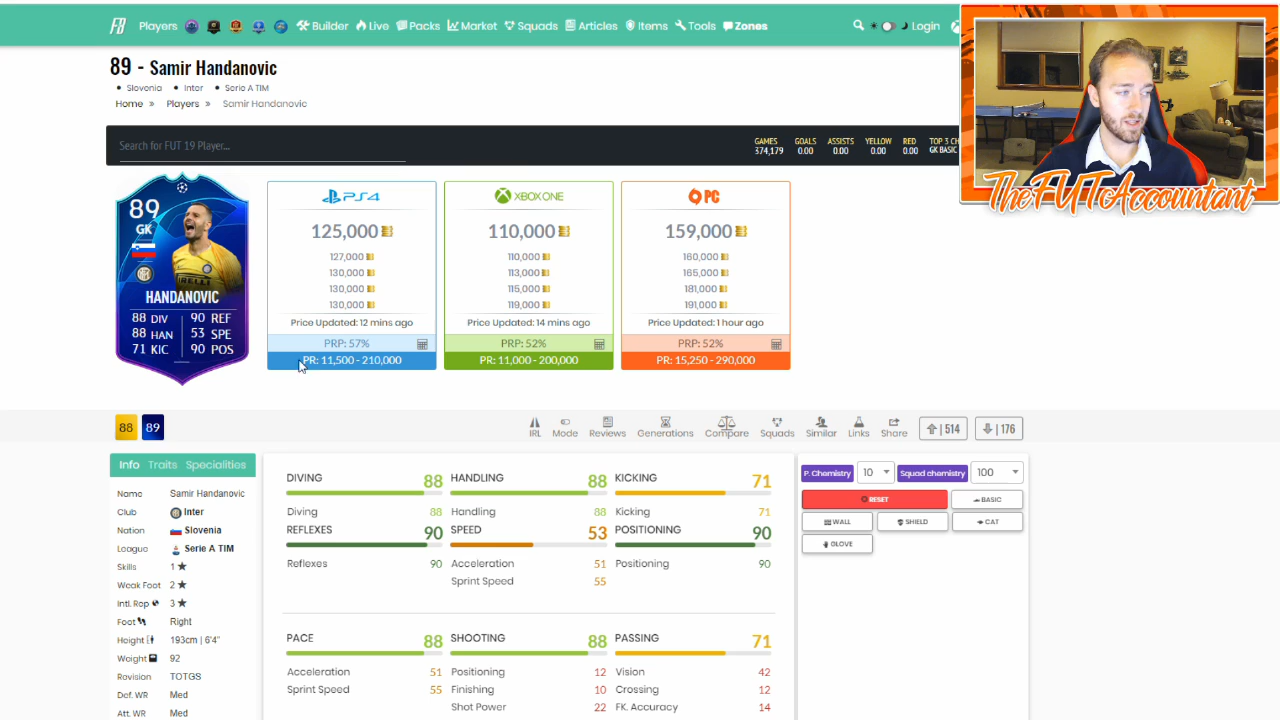 F8 Players Builder Live Packs Market Squads Articles Items Tools Zones Login
89 - Samir Handanovic
• Slovenia • Inter • Serie A TIM
Home » Players » Samir Handanovic
Search for FUT 19 Player...
GAMES GOALS ASSISTS YELLOW RED TOP 3 CH
374,179 0.00 0.00 0.00 0.00 GK BASIC
TheFUTAccountant
89
GK
HANDANOVIC
88 DIV 90 REF
88 HAN 53 SPE
71 KIC 90 POS
PS4
125,000
127,000
130,000
130,000
130,000
Price Updated: 12 mins ago
PRP: 57%
PR: 11,500 - 210,000
XBOX ONE
110,000
110,000
113,000
115,000
119,000
Price Updated: 14 mins ago
PRP: 52%
PR: 11,000 - 200,000
PC
159,000
160,000
165,000
181,000
191,000
Price Updated: 1 hour ago
PRP: 52%
PR: 15,250 - 290,000
88 89
IRL Mode Reviews Generations Compare Squads Similar Links Share | 514 | 176
Info Traits Specialities
Name Samir Handanovic
Club Inter
Nation Slovenia
League Serie A TIM
Skills 1★
Weak Foot 2★
Intl. Rep 3★
Foot Right
Height 193cm | 6'4"
Weight 92
Revision TOTGS
Def. WR Med
Att. WR Med
DIVING 88 HANDLING 88 KICKING 71
Diving 88 Handling 88 Kicking 71
REFLEXES 90 SPEED 53 POSITIONING 90
Reflexes 90 Acceleration 51 Positioning 90
Sprint Speed 55
PACE 88 SHOOTING 88 PASSING 71
Acceleration 51 Positioning 12 Vision 42
Sprint Speed 55 Finishing 10 Crossing 12
Shot Power 22 FK. Accuracy 14
P. Chemistry 10 Squad chemistry 100
RESET BASIC
WALL SHIELD CAT
GLOVE